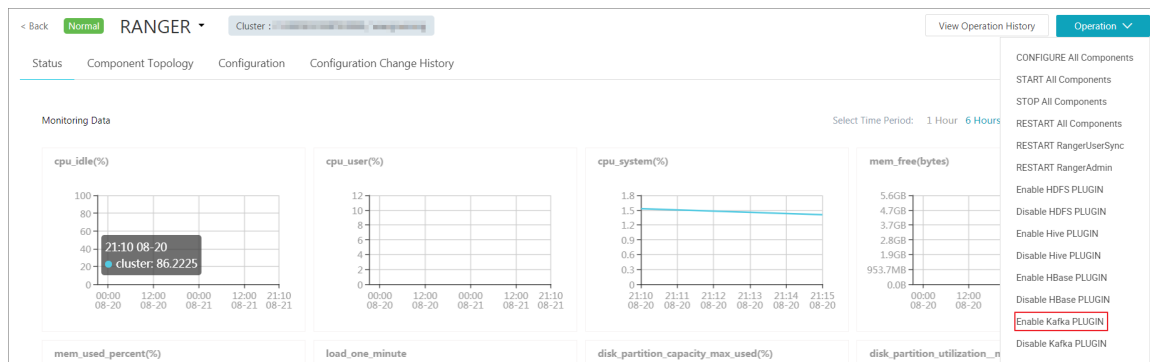 < Back Normal RANGER Cluster : View Operation History Operation
Status Component Topology Configuration Configuration Change History
CONFIGURE All Components
START All Components
STOP All Components
RESTART All Components
RESTART RangerUserSync
RESTART RangerAdmin
Enable HDFS PLUGIN
Disable HDFS PLUGIN
Enable Hive PLUGIN
Disable Hive PLUGIN
Enable HBase PLUGIN
Disable HBase PLUGIN
Enable Kafka PLUGIN
Disable Kafka PLUGIN
Monitoring Data Select Time Period: 1 Hour 6 Hours
cpu_idle(%)
100
80
60
40
20
0
21:10 08-20
cluster: 86.2225
00:00 12:00 00:00 12:00 21:10
08-20 08-20 08-21 08-21 08-21
cpu_user(%)
12
10
8
6
4
2
0
00:00 12:00 00:00 12:00 21:10
08-20 08-20 08-21 08-21 08-21
cpu_system(%)
1.8
1.5
1.2
0.9
0.6
0.3
0
21:10 21:11 21:12 21:13 21:14 21:15
08-20 08-20 08-20 08-20 08-20 08-20
mem_free(bytes)
5.6GB
4.7GB
3.7GB
2.8GB
1.9GB
953.7MB
0.0B
00:00 12:00
08-20 08-20
mem_used_percent(%) load_one_minute disk_partition_capacity_max_used(%) disk_partition_utilization_